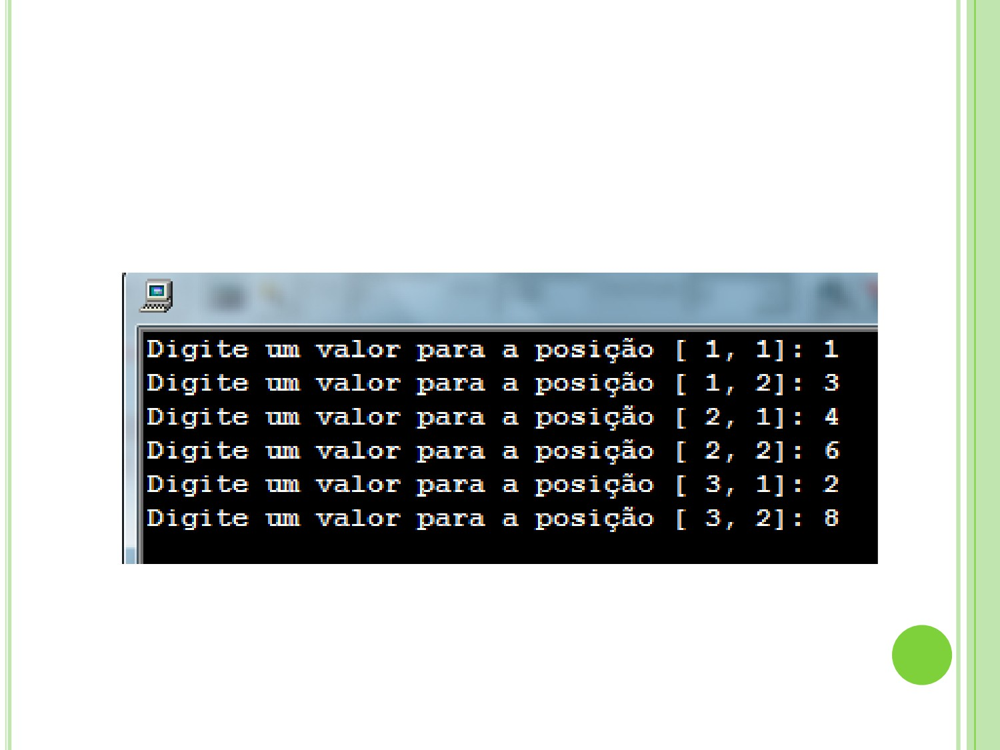 Digite um valor para a posição [ 1, 1]: 1
Digite um valor para a posição [ 1, 2]: 3
Digite um valor para a posição [ 2, 1]: 4
Digite um valor para a posição [ 2, 2]: 6
Digite um valor para a posição [ 3, 1]: 2
Digite um valor para a posição [ 3, 2]: 8